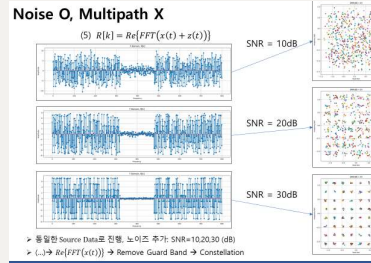 Noise O, Multipath X
(5) R[k] = Re{FFT(x(t) + z(t))}
SNR = 10dB
SNR = 20dB
SNR = 30dB
➢ 동일한 Source Data로 진행, 노이즈 추가: SNR=10,20,30 (dB)
➢ (...)→ Re{FFT(x(t))} → Remove Guard Band → Constellation